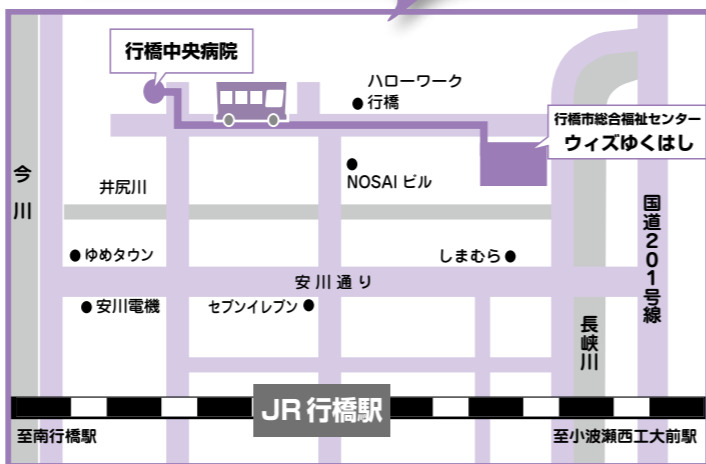 行橋中央病院
ハローワーク
行橋
行橋市総合福祉センター
ウィズゆくはし
今川
井尻川
NOSAI ビル
国道201号線
ゆめタウン
しまむら
安川通り
安川電機
セブンイレブン
長峡川
JR 行橋駅
至南行橋駅
至小波瀬西工大前駅